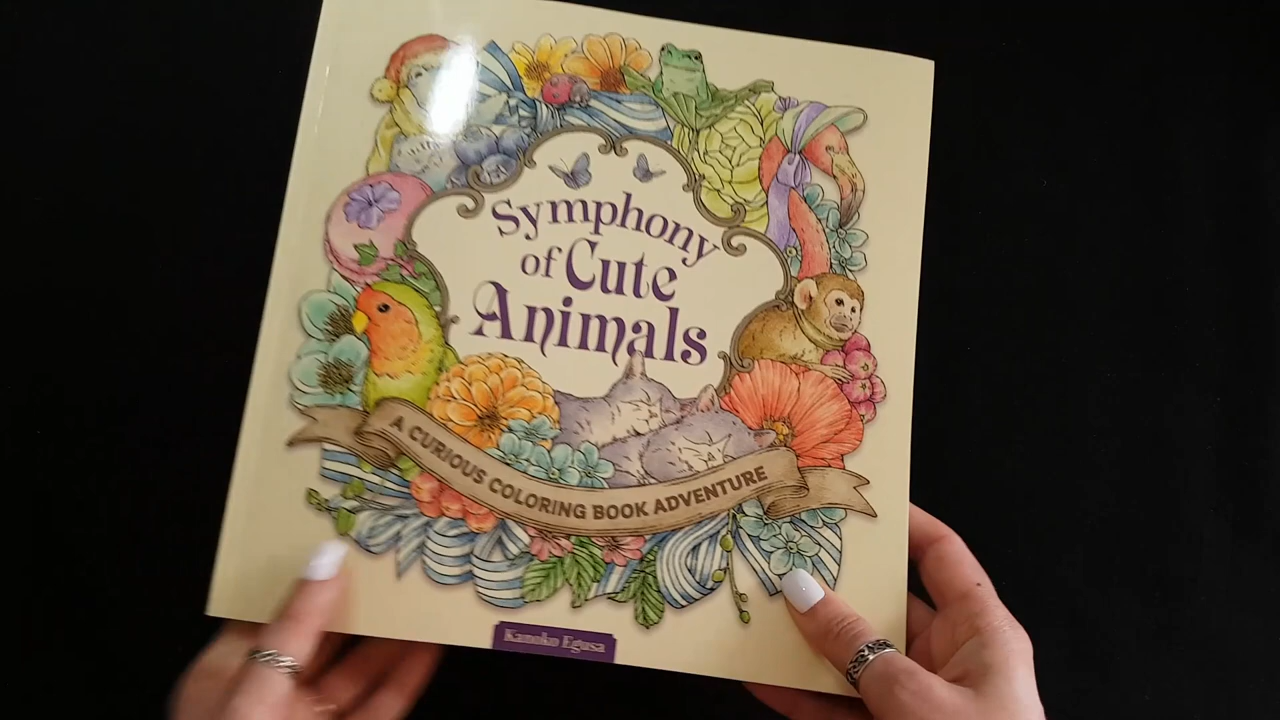 Symphony
of Cute
Animals
A CURIOUS COLORING BOOK ADVENTURE
Kanoko Egusa